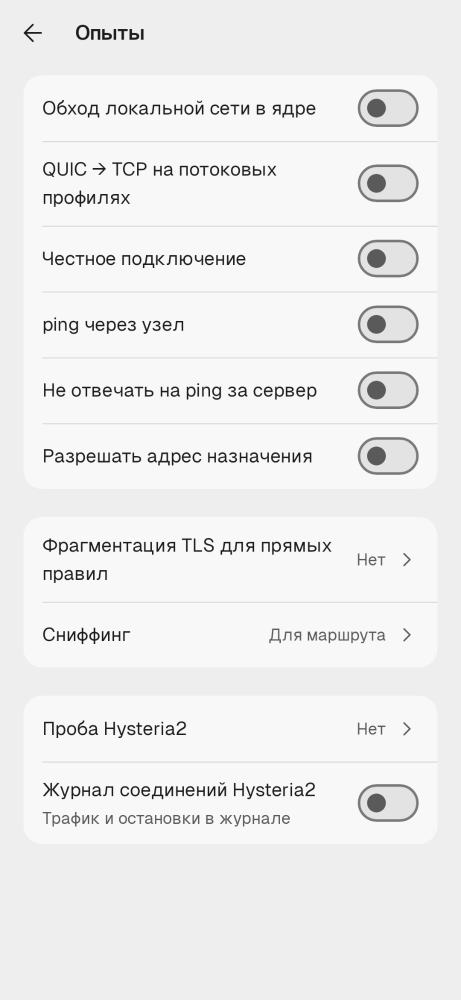 Опыты
Обход локальной сети в ядре
QUIC → TCP на потоковых
профилях
Честное подключение
ping через узел
Не отвечать на ping за сервер
Разрешать адрес назначения
Фрагментация TLS для прямых
правил
Нет
Сниффинг
Для маршрута
Проба Hysteria2
Нет
Журнал соединений Hysteria2
Трафик и остановки в журнале